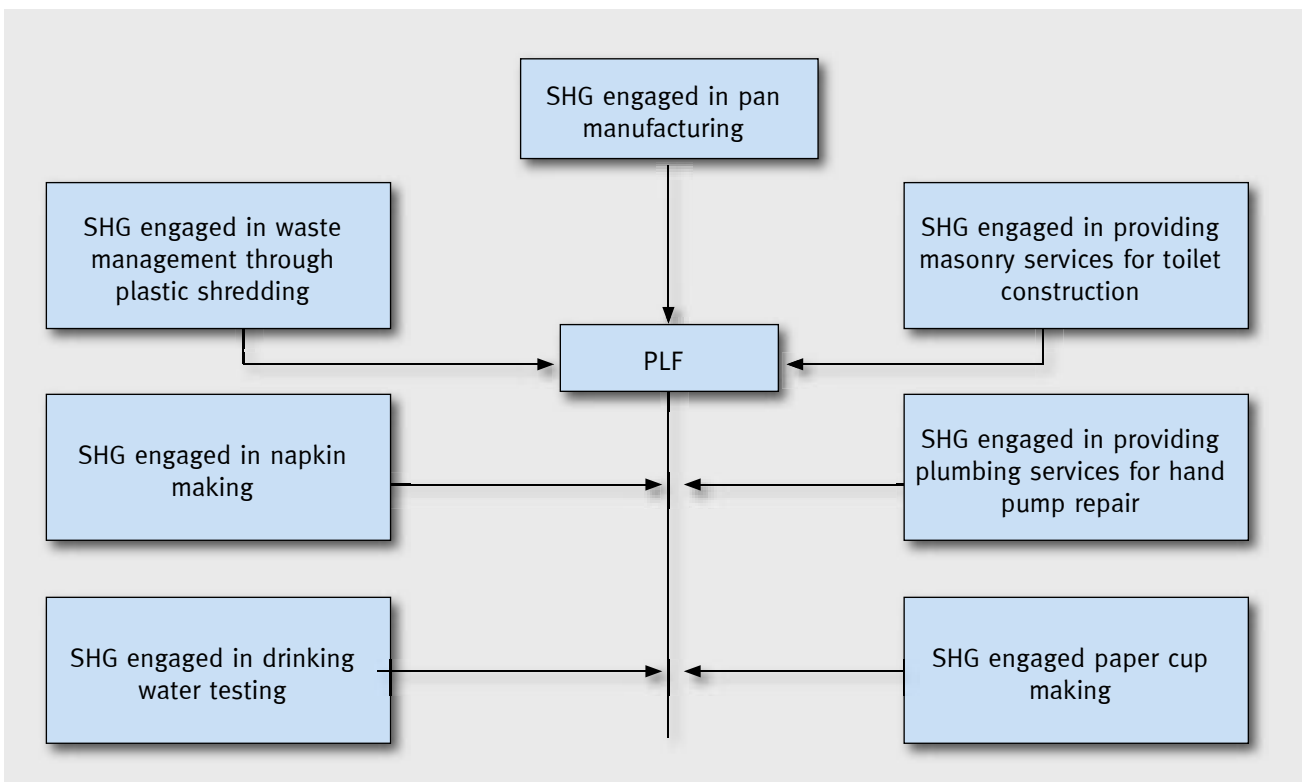 SHG engaged in pan
manufacturing
SHG engaged in waste
management through
plastic shredding
SHG engaged in providing
masonry services for toilet
construction
PLF
SHG engaged in napkin
making
SHG engaged in providing
plumbing services for hand
pump repair
SHG engaged in drinking
water testing
SHG engaged paper cup
making